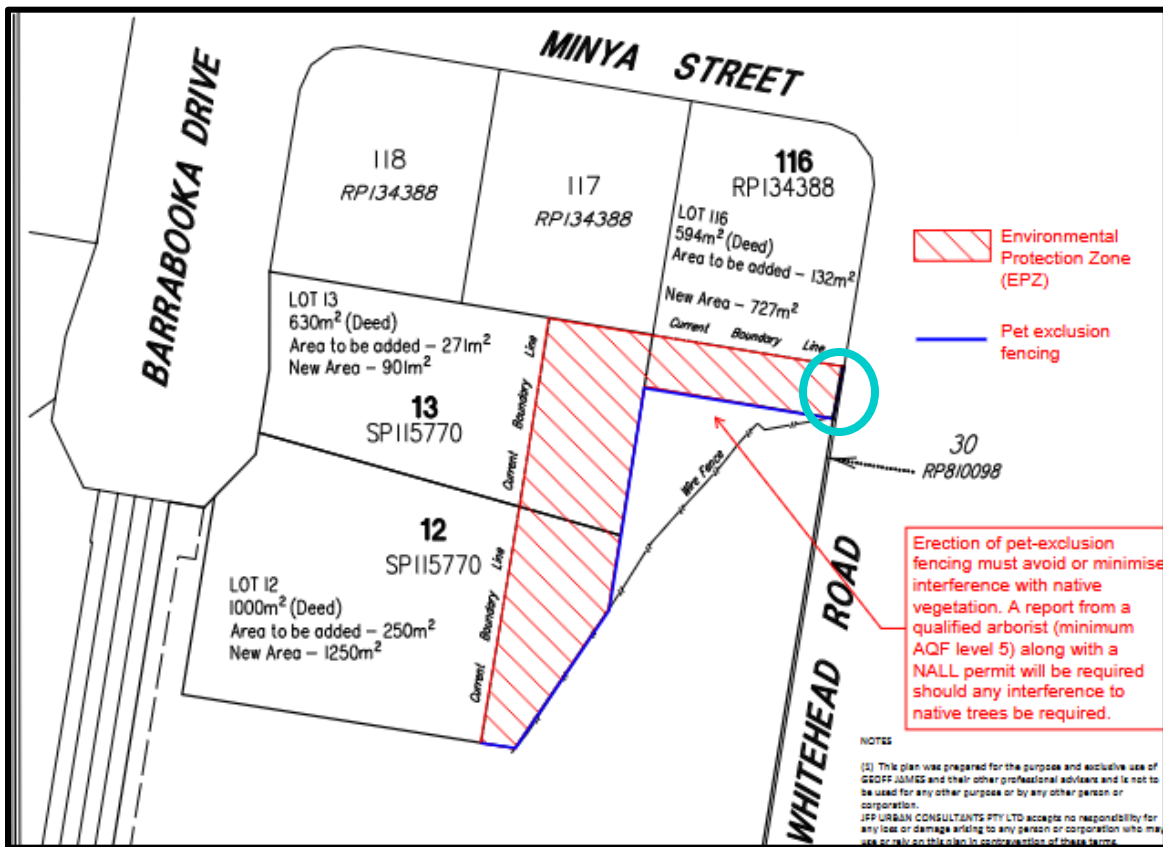 MINYA STREET
BARRABOOKA DRIVE
118
RP134388
117
RP134388
116
RP134388
LOT 116
594m² (Deed)
Area to be added – 132m²
New Area – 727m²
Current Boundary Line
Environmental
Protection Zone
(EPZ)
Pet exclusion
fencing
LOT 13
630m² (Deed)
Area to be added – 271m²
New Area – 901m²
13
SP115770
Current Boundary Line
Wire Fence
30
RP810098
12
SP115770
LOT 12
1000m² (Deed)
Area to be added – 250m²
New Area – 1250m²
Current Boundary Line
WHITEHEAD ROAD
Erection of pet-exclusion
fencing must avoid or minimise
interference with native
vegetation. A report from a
qualified arborist (minimum
AQF level 5) along with a
NALL permit will be required
should any interference to
native trees be required.
NOTES
(1) This plan was prepared for the purpose and exclusive use of
GEOFF JAMES and their other professional advisers and is not to
be used for any other purpose or by any other person or
corporation.
JFP URBAN CONSULTANTS PTY LTD accepts no responsibility for
any loss or damage arising to any person or corporation who may
use or rely on this plan in contravention of these terms.